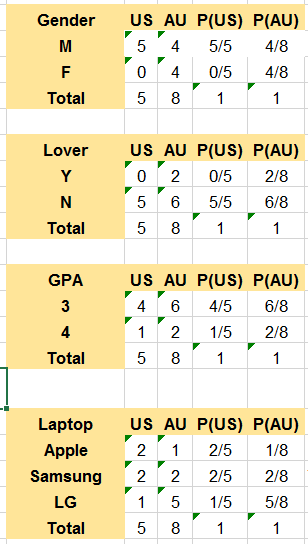 Gender US AU P(US) P(AU)
M 5 4 5/5 4/8
F 0 4 0/5 4/8
Total 5 8 1 1
Lover US AU P(US) P(AU)
Y 0 2 0/5 2/8
N 5 6 5/5 6/8
Total 5 8 1 1
GPA US AU P(US) P(AU)
3 4 6 4/5 6/8
4 1 2 1/5 2/8
Total 5 8 1 1
Laptop US AU P(US) P(AU)
Apple 2 1 2/5 1/8
Samsung 2 2 2/5 2/8
LG 1 5 1/5 5/8
Total 5 8 1 1